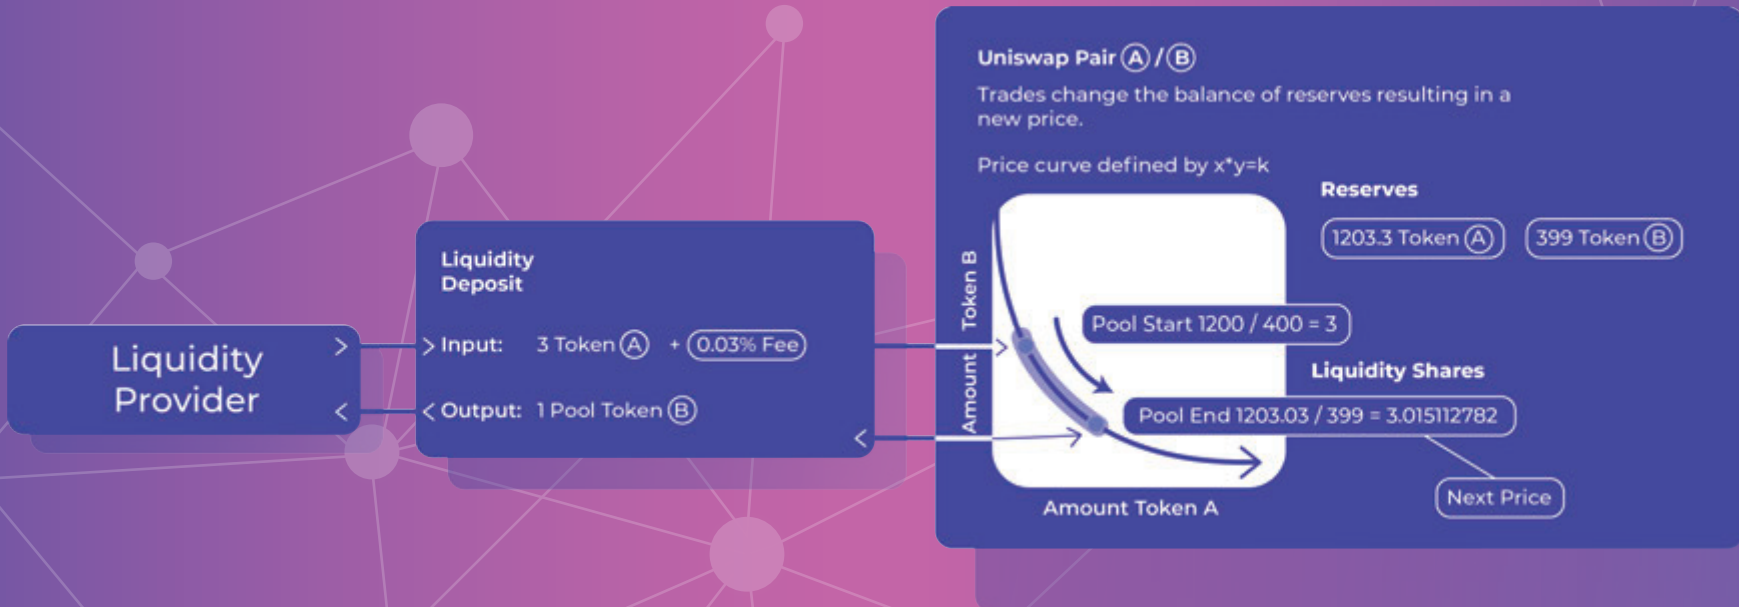 Liquidity
Provider
Liquidity
Deposit
Input: 3 Token A + 0.03% Fee
Output: 1 Pool Token B
Uniswap Pair A / B
Trades change the balance of reserves resulting in a
new price.
Price curve defined by x*y=k
Reserves
1203.3 Token A 399 Token B
Amount Token B
Pool Start 1200 / 400 = 3
Liquidity Shares
Pool End 1203.03 / 399 = 3.015112782
Next Price
Amount Token A